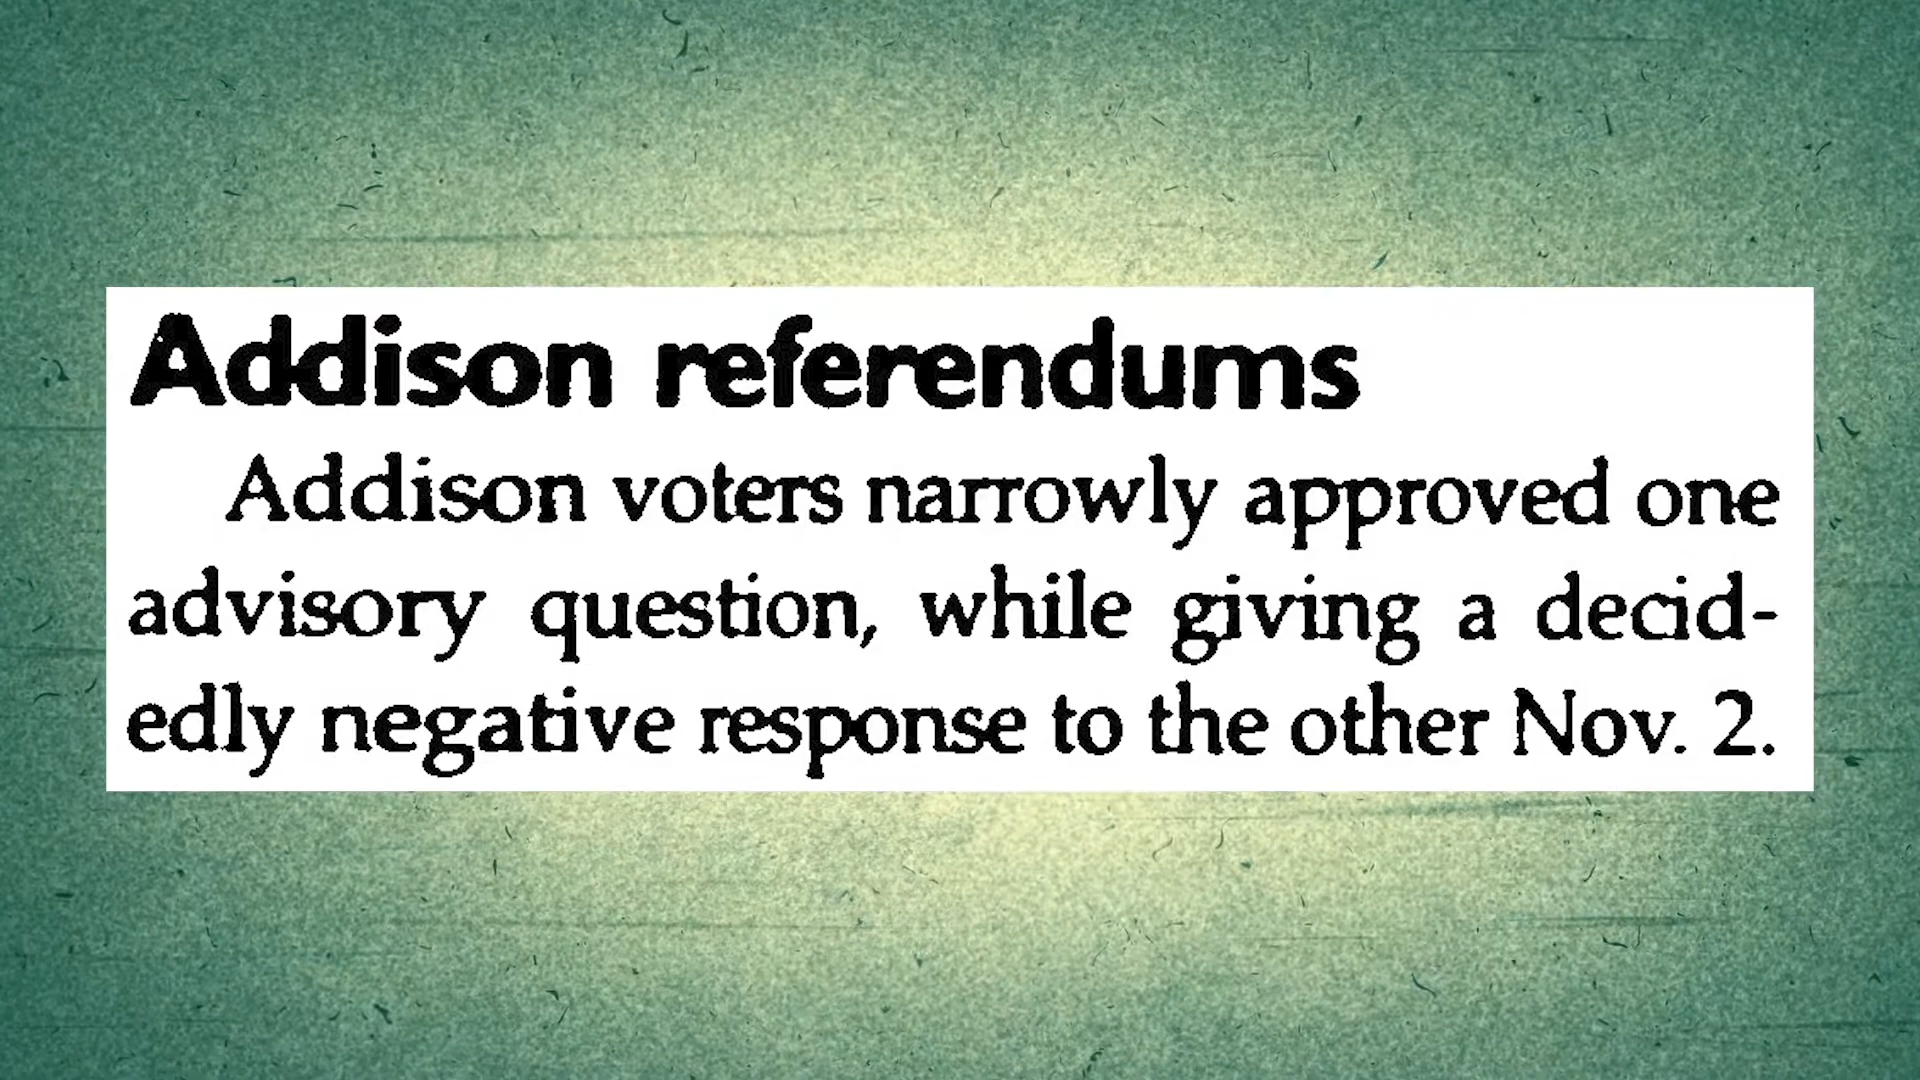 Addison referendums
Addison voters narrowly approved one
advisory question, while giving a decid-
edly negative response to the other Nov. 2.